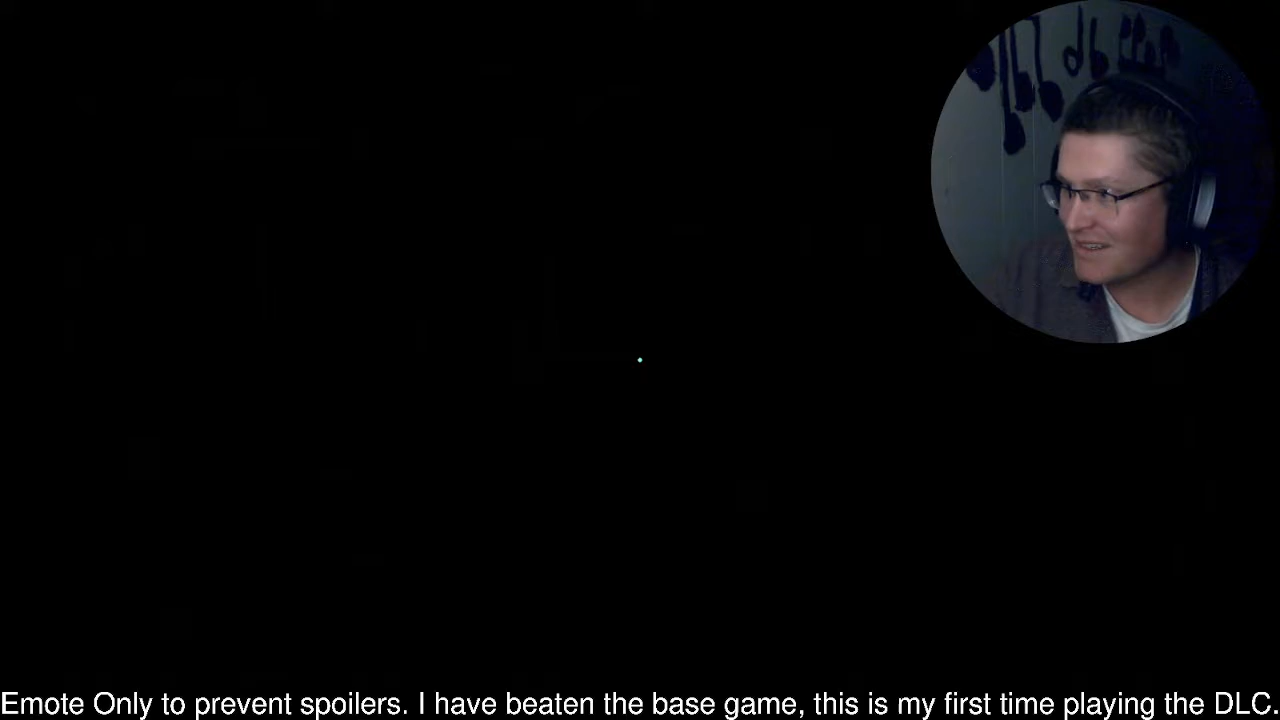 Emote Only to prevent spoilers. I have beaten the base game, this is my first time playing the DLC.